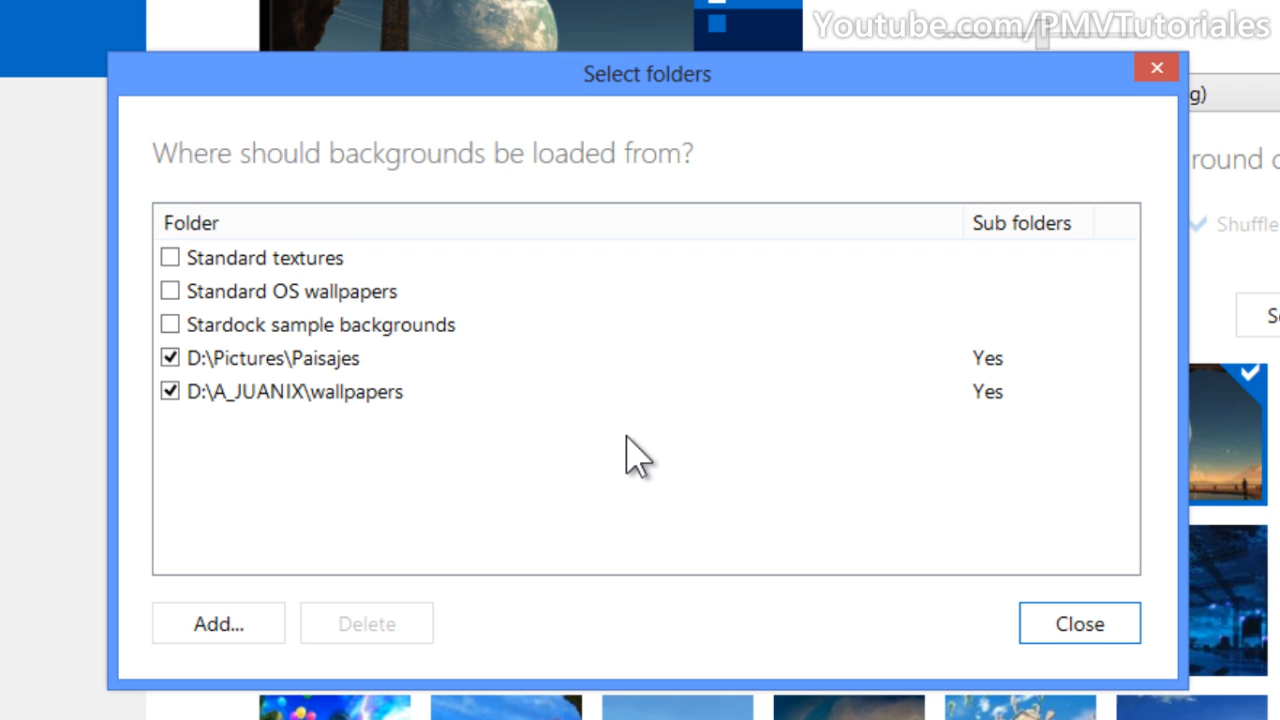 Youtube.com/PMVTutoriales
Select folders
g)
Where should backgrounds be loaded from?
round
Folder
Sub folders
Shuffle
Standard textures
Standard OS wallpapers
Stardock sample backgrounds
D:\Pictures\Paisajes
Yes
D:\A_JUANIX\wallpapers
Yes
Add...
Delete
Close